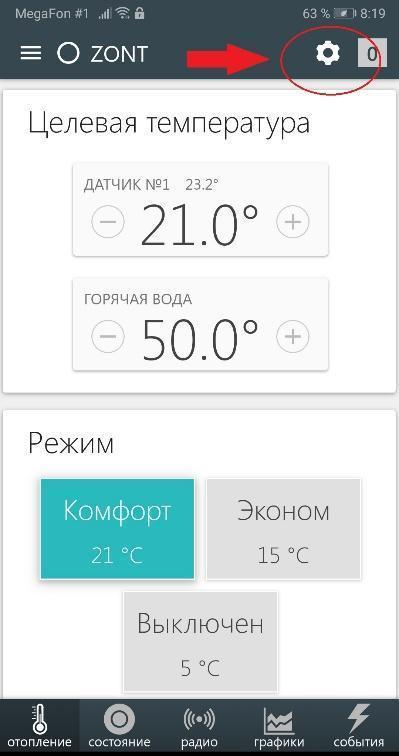 MegaFon #1 63 % 8:19
ZONT 0
Целевая температура
ДАТЧИК №1 23.2°
21.0°
ГОРЯЧАЯ ВОДА
50.0°
Режим
Комфорт Эконом
21 °C 15 °C
Выключен
5 °C
отопление состояние радио графики события